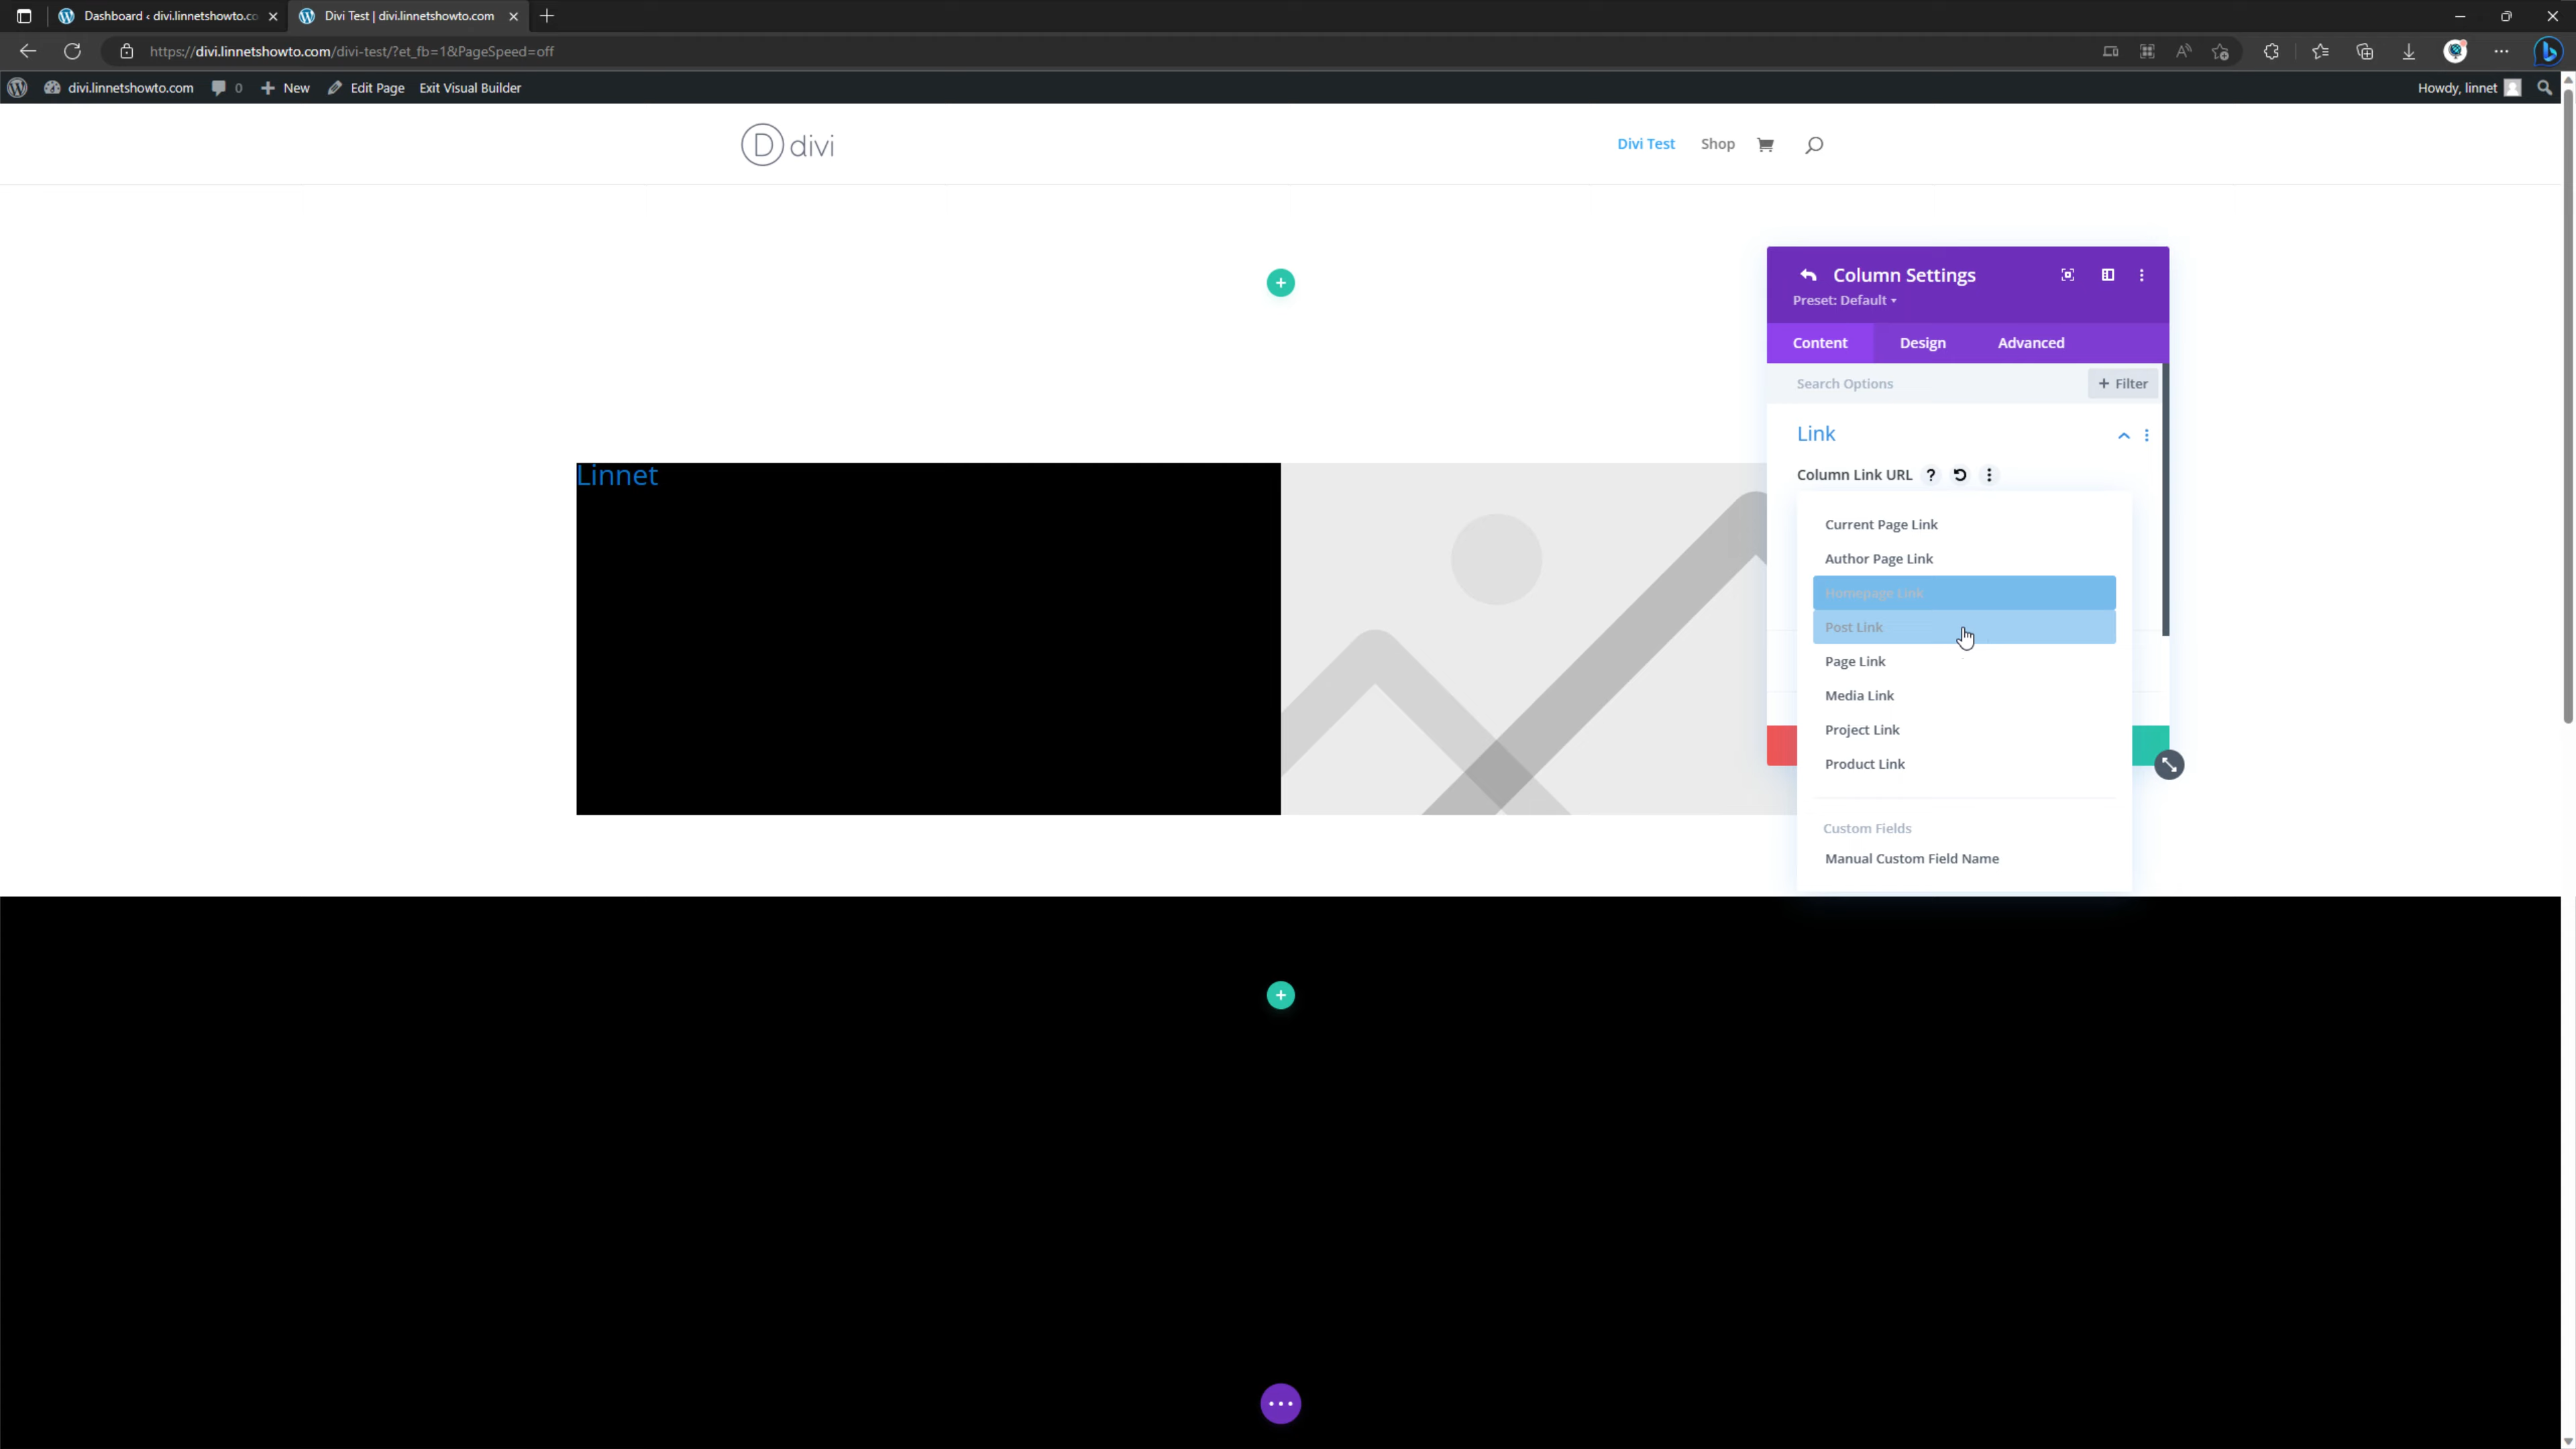 Dashboard ‹ divi.linnetshowto.co
Divi Test | divi.linnetshowto.com
https://divi.linnetshowto.com/divi-test/?et_fb=1&PageSpeed=off
divi.linnetshowto.com
0
New
Edit Page
Exit Visual Builder
Howdy, linnet
D divi
Divi Test
Shop
Column Settings
Preset: Default
Content
Design
Advanced
Search Options
+ Filter
Link
Column Link URL
Linnet
Current Page Link
Author Page Link
Homepage Link
Post Link
Page Link
Media Link
Project Link
Product Link
Custom Fields
Manual Custom Field Name